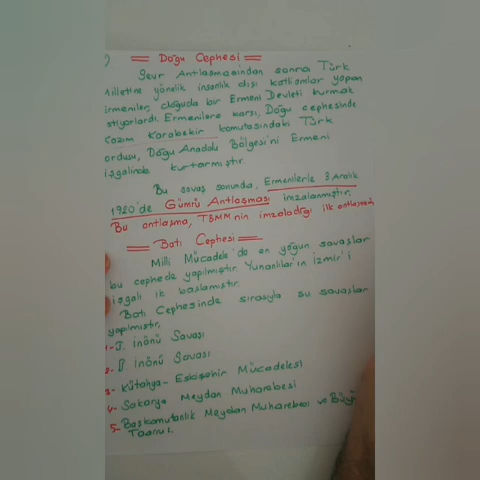 Doğu Cephesi
Sevr Antlaşmasından sonra Türk
Milletine yönelik insanlık dışı katliamlar yapan
Ermeniler, doğuda bir Ermeni Devleti kurmak
istiyorlardı. Ermenilere karşı, Doğu cephesinde
Kazım Karabekir komutasındaki Türk
ordusu, Doğu Anadolu Bölgesi'ni Ermeni
işgalinde kurtarmıştır.
Bu savaş sonunda, Ermenilerle 3 Aralık
1920'de Gümrü Antlaşması imzalanmıştır.
Bu antlaşma, TBMM'nin imzaladığı ilk antlaşmadır
Batı Cephesi
Milli Mücadele'de en yoğun savaşlar
bu cephede yapılmıştır. Yunanlılar'ın İzmir'i
işgali ile başlamıştır.
Batı Cephesinde sırasıyla şu savaşlar
yapılmıştır.
1- I. İnönü Savaşı
2- II İnönü Savaşı
3- Kütahya- Eskişehir Mücadelesi
4- Sakarya Meydan Muharebesi
5- Başkomutanlık Meydan Muharebesi ve Büyük
Taarruz.